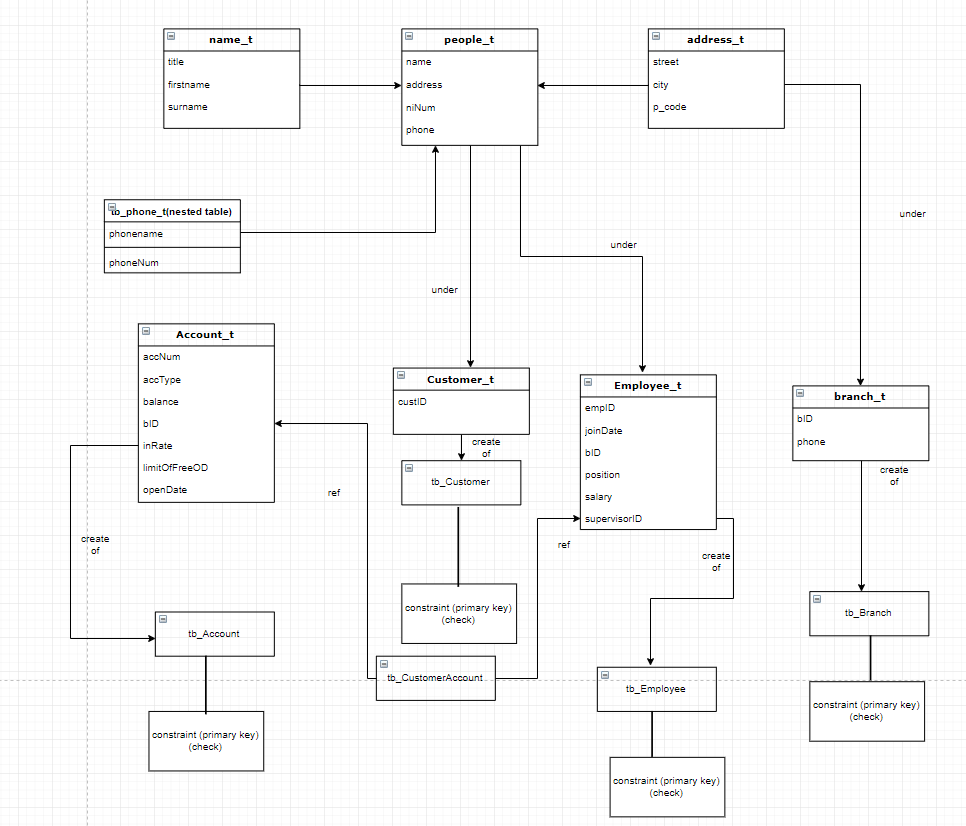 name_t
title
firstname
surname
people_t
name
address
niNum
phone
address_t
street
city
p_code
tb_phone_t(nested table)
phonename
phoneNum
under
under
under
Account_t
accNum
accType
balance
bID
inRate
limitOfFreeOD
openDate
Customer_t
custID
Employee_t
empID
joinDate
bID
position
salary
supervisorID
branch_t
bID
phone
create
of
tb_Customer
create
of
ref
ref
create
of
create
of
constraint (primary key)
(check)
tb_Account
tb_CustomerAccount
tb_Employee
tb_Branch
constraint (primary key)
(check)
constraint (primary key)
(check)
constraint (primary key)
(check)